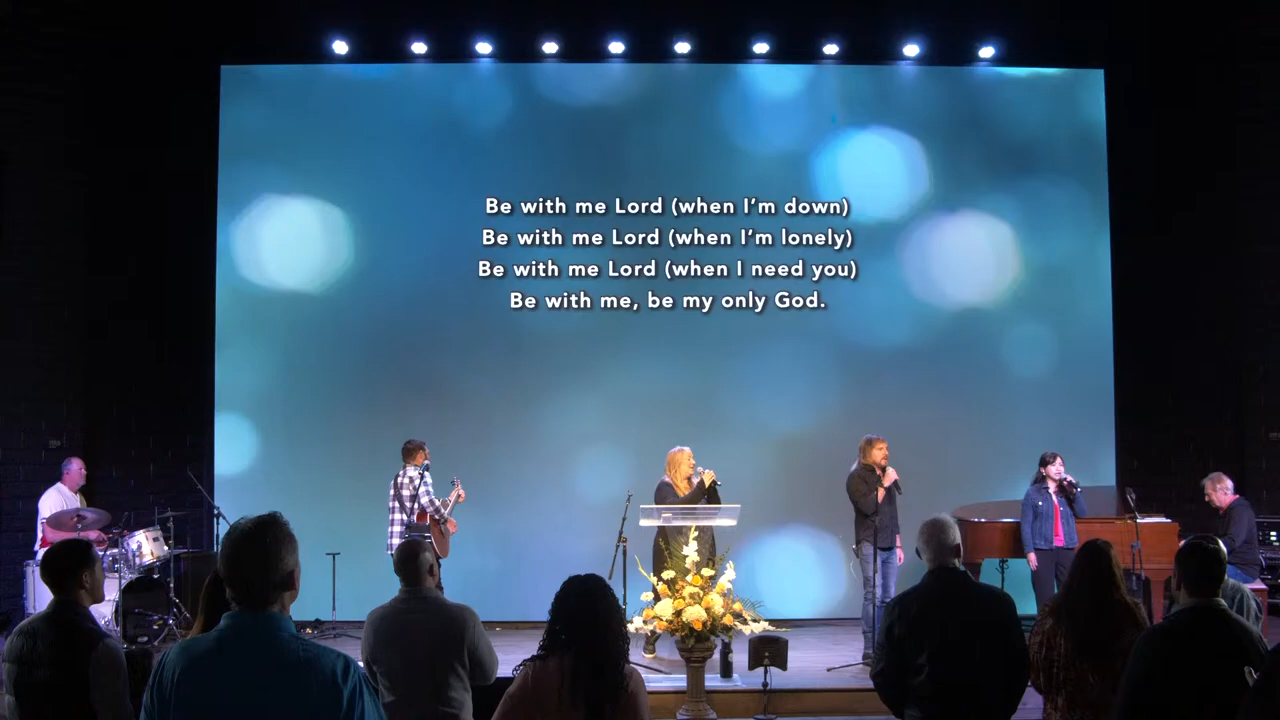 Be with me Lord (when I'm down)
Be with me Lord (when I'm lonely)
Be with me Lord (when I need you)
Be with me, be my only God.